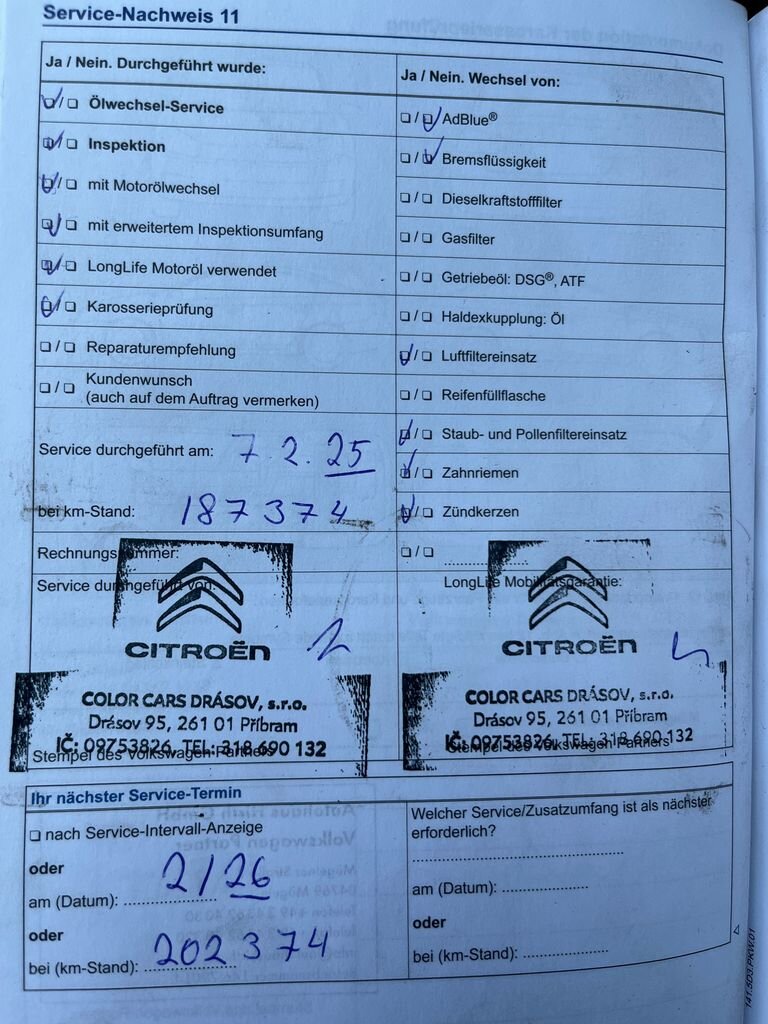 Service-Nachweis 11
Ja / Nein. Durchgeführt wurde:
Ölwechsel-Service
Inspektion
mit Motorölwechsel
mit erweitertem Inspektionsumfang
LongLife Motoröl verwendet
Karosserieprüfung
Reparaturempfehlung
Kundenwunsch
(auch auf dem Auftrag vermerken)
Service durchgeführt am: 7.2.25
bei km-Stand: 187374
Ja / Nein. Wechsel von:
AdBlue®
Bremsflüssigkeit
Dieselkraftstofffilter
Gasfilter
Getriebeöl: DSG®, ATF
Haldexkupplung: Öl
Luftfiltereinsatz
Reifenfüllflasche
Staub- und Pollenfiltereinsatz
Zahnriemen
Zündkerzen
Rechnungsnummer:
Service durchgeführt von:
CITROËN
COLOR CARS DRÁSOV, s.r.o.
Drásov 95, 261 01 Příbram
IČ: 09753826, TEL: 318 690 132
Stempel des Volkswagen Partners
LongLife Mobilitätsgarantie:
CITROËN
COLOR CARS DRÁSOV, s.r.o.
Drásov 95, 261 01 Příbram
IČ: 09753826, TEL: 318 690 132
Stempel des Volkswagen Partners
Ihr nächster Service-Termin
nach Service-Intervall-Anzeige
oder
am (Datum): 2/26
oder
bei (km-Stand): 202374
Welcher Service/Zusatzumfang ist als nächster
erforderlich?
am (Datum):
oder
bei (km-Stand):
141.5D3.PKW.01